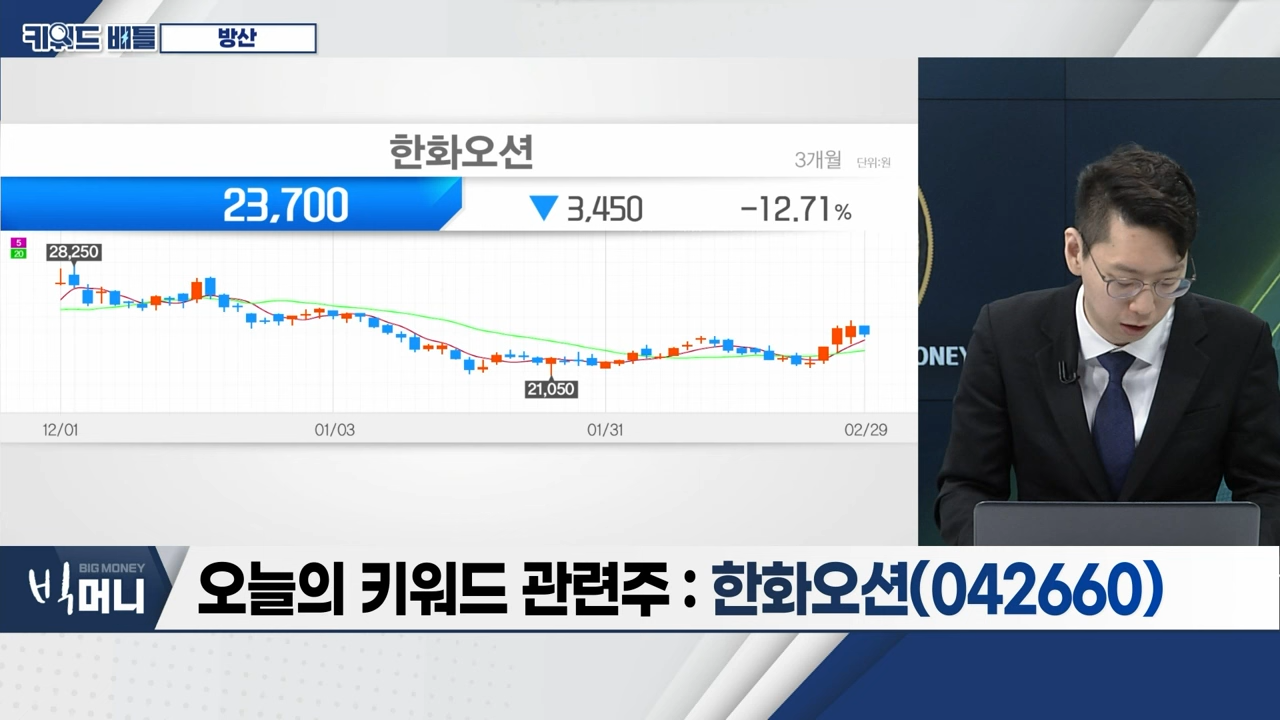 키워드 배틀
방산
한화오션
3개월 단위:원
23,700 ▼ 3,450 -12.71%
5
20
28,250
21,050
12/01 01/03 01/31 02/29
ONEY
BIG MONEY
빅머니
오늘의 키워드 관련주 : 한화오션(042660)